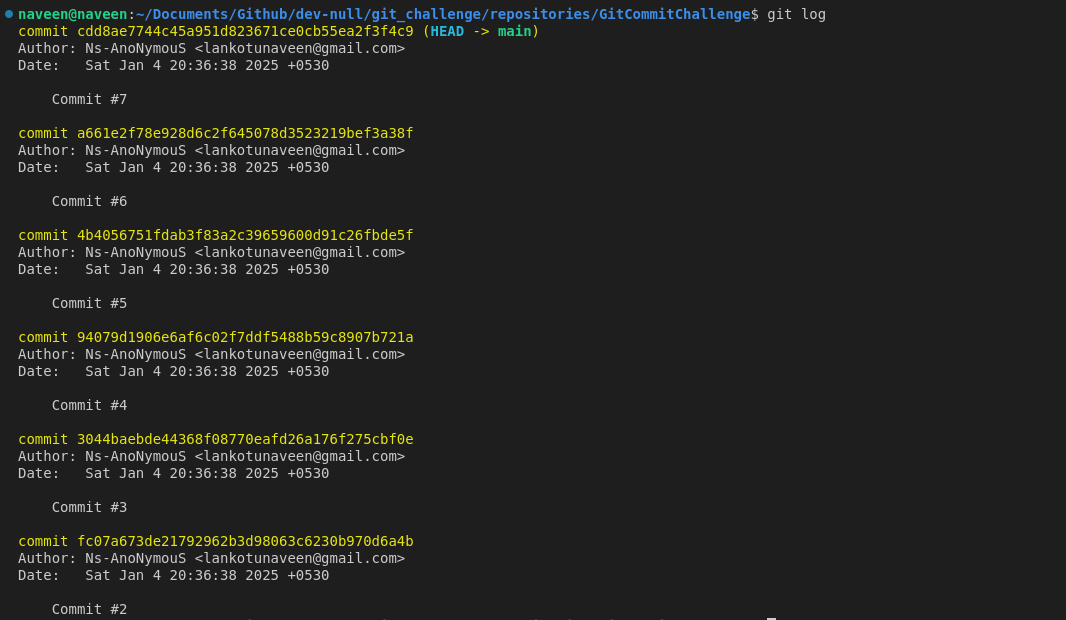 naveen@naveen:~/Documents/Github/dev-null/git_challenge/repositories/GitCommitChallenge$ git log
commit cdd8ae7744c45a951d823671ce0cb55ea2f3f4c9 (HEAD -> main)
Author: Ns-AnoNymouS <lankotunaveen@gmail.com>
Date:   Sat Jan 4 20:36:38 2025 +0530

    Commit #7

commit a661e2f78e928d6c2f645078d3523219bef3a38f
Author: Ns-AnoNymouS <lankotunaveen@gmail.com>
Date:   Sat Jan 4 20:36:38 2025 +0530

    Commit #6

commit 4b4056751fdab3f83a2c39659600d91c26fbde5f
Author: Ns-AnoNymouS <lankotunaveen@gmail.com>
Date:   Sat Jan 4 20:36:38 2025 +0530

    Commit #5

commit 94079d1906e6af6c02f7ddf5488b59c8907b721a
Author: Ns-AnoNymouS <lankotunaveen@gmail.com>
Date:   Sat Jan 4 20:36:38 2025 +0530

    Commit #4

commit 3044baebde44368f08770eafd26a176f275cbf0e
Author: Ns-AnoNymouS <lankotunaveen@gmail.com>
Date:   Sat Jan 4 20:36:38 2025 +0530

    Commit #3

commit fc07a673de21792962b3d98063c6230b970d6a4b
Author: Ns-AnoNymouS <lankotunaveen@gmail.com>
Date:   Sat Jan 4 20:36:38 2025 +0530

    Commit #2